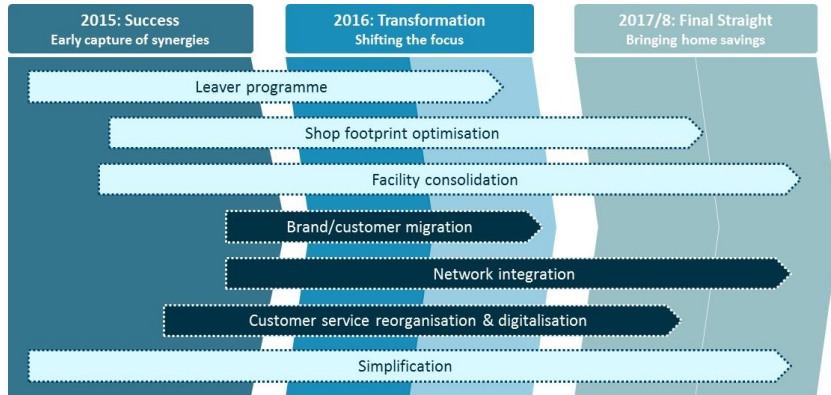 2015: Success
Early capture of synergies
2016: Transformation
Shifting the focus
2017/8: Final Straight
Bringing home savings
Leaver programme
Shop footprint optimisation
Facility consolidation
Brand/customer migration
Network integration
Customer service reorganisation & digitalisation
Simplification